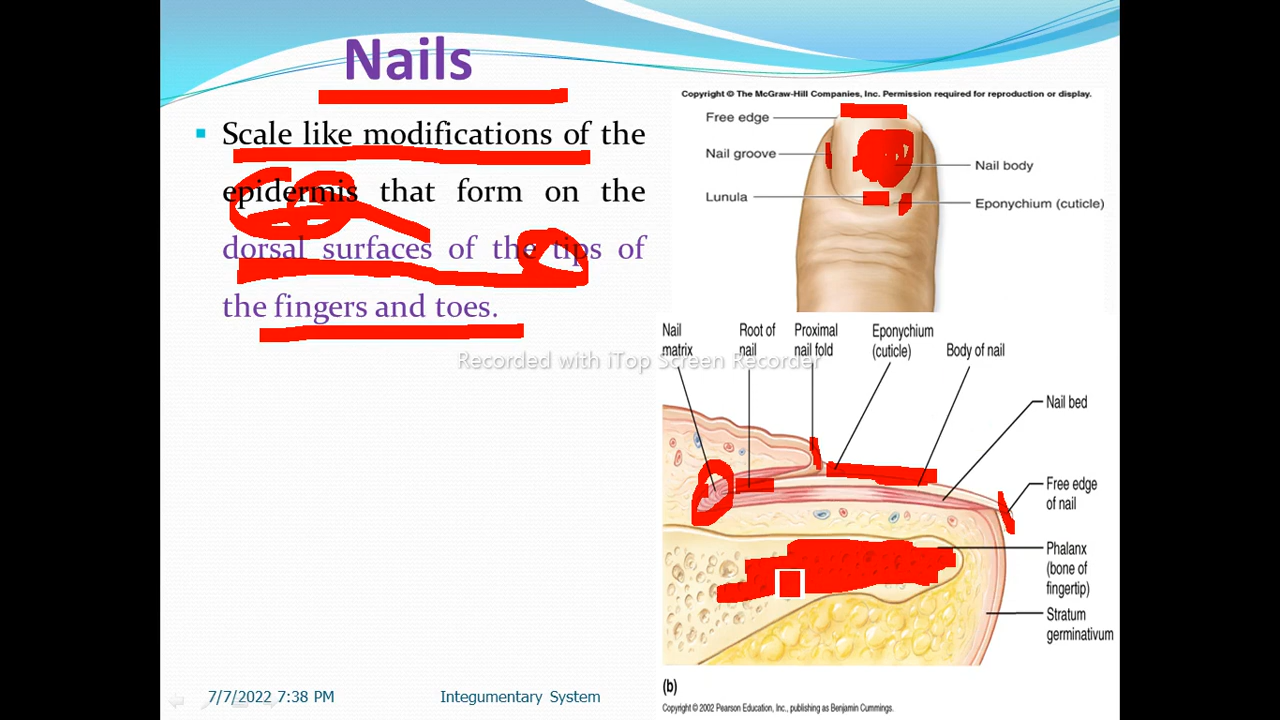 Nails
Scale like modifications of the
epidermis that form on the
dorsal surfaces of the tips of
the fingers and toes.
Copyright © The McGraw-Hill Companies, Inc. Permission required for reproduction or display.
Free edge
Nail groove
Nail body
Lunula
Eponychium (cuticle)
Nail
matrix
Root of
nail
Proximal
nail fold
Eponychium
(cuticle)
Body of nail
Recorded with iTop Screen Recorder
Nail bed
Free edge
of nail
Phalanx
(bone of
fingertip)
Stratum
germinativum
(b)
Copyright © 2002 Pearson Education, Inc., publishing as Benjamin Cummings.
7/7/2022 7:38 PM
Integumentary System